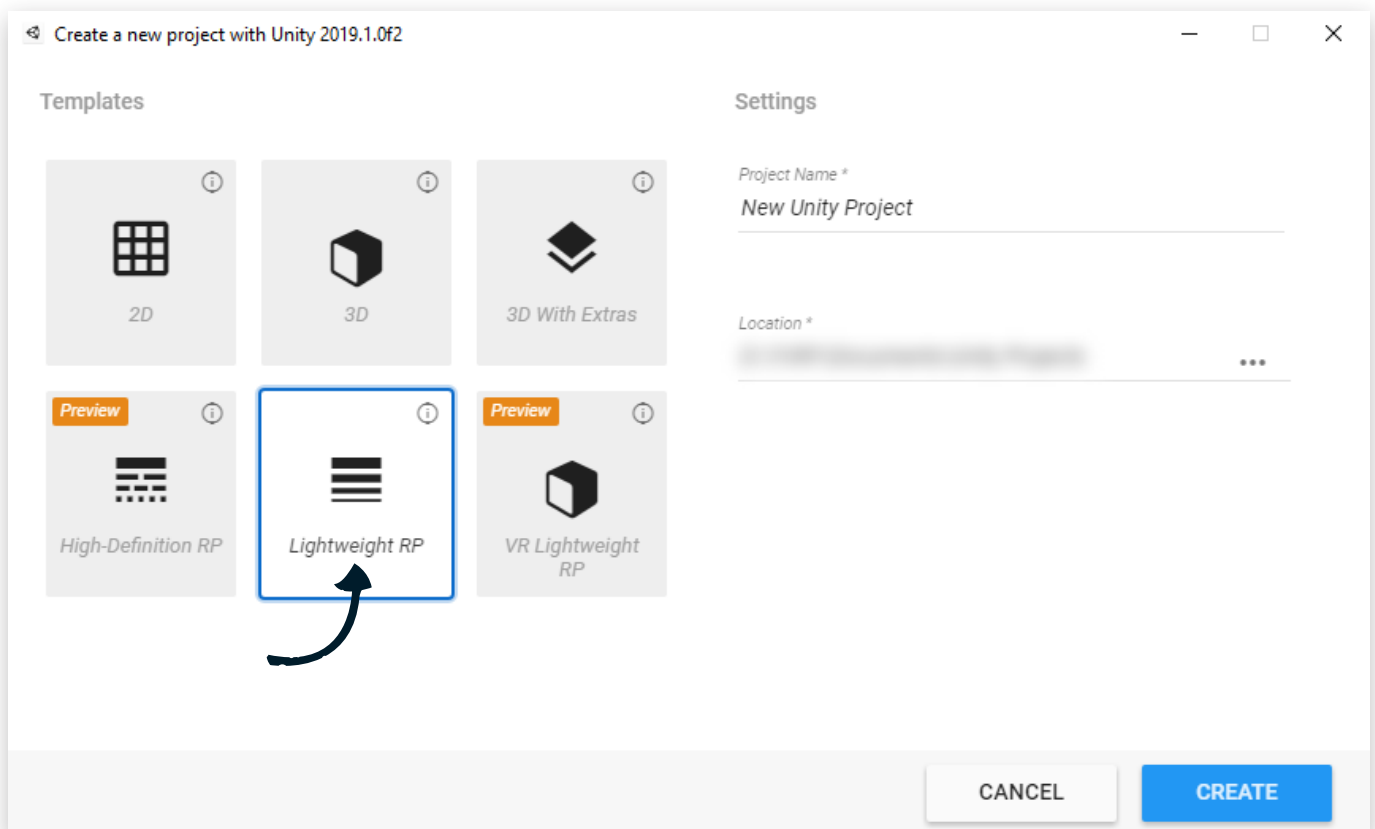 Create a new project with Unity 2019.1.0f2
Templates
2D
3D
3D With Extras
Preview
High-Definition RP
Lightweight RP
Preview
VR Lightweight
RP
Settings
Project Name *
New Unity Project
Location *
CANCEL
CREATE